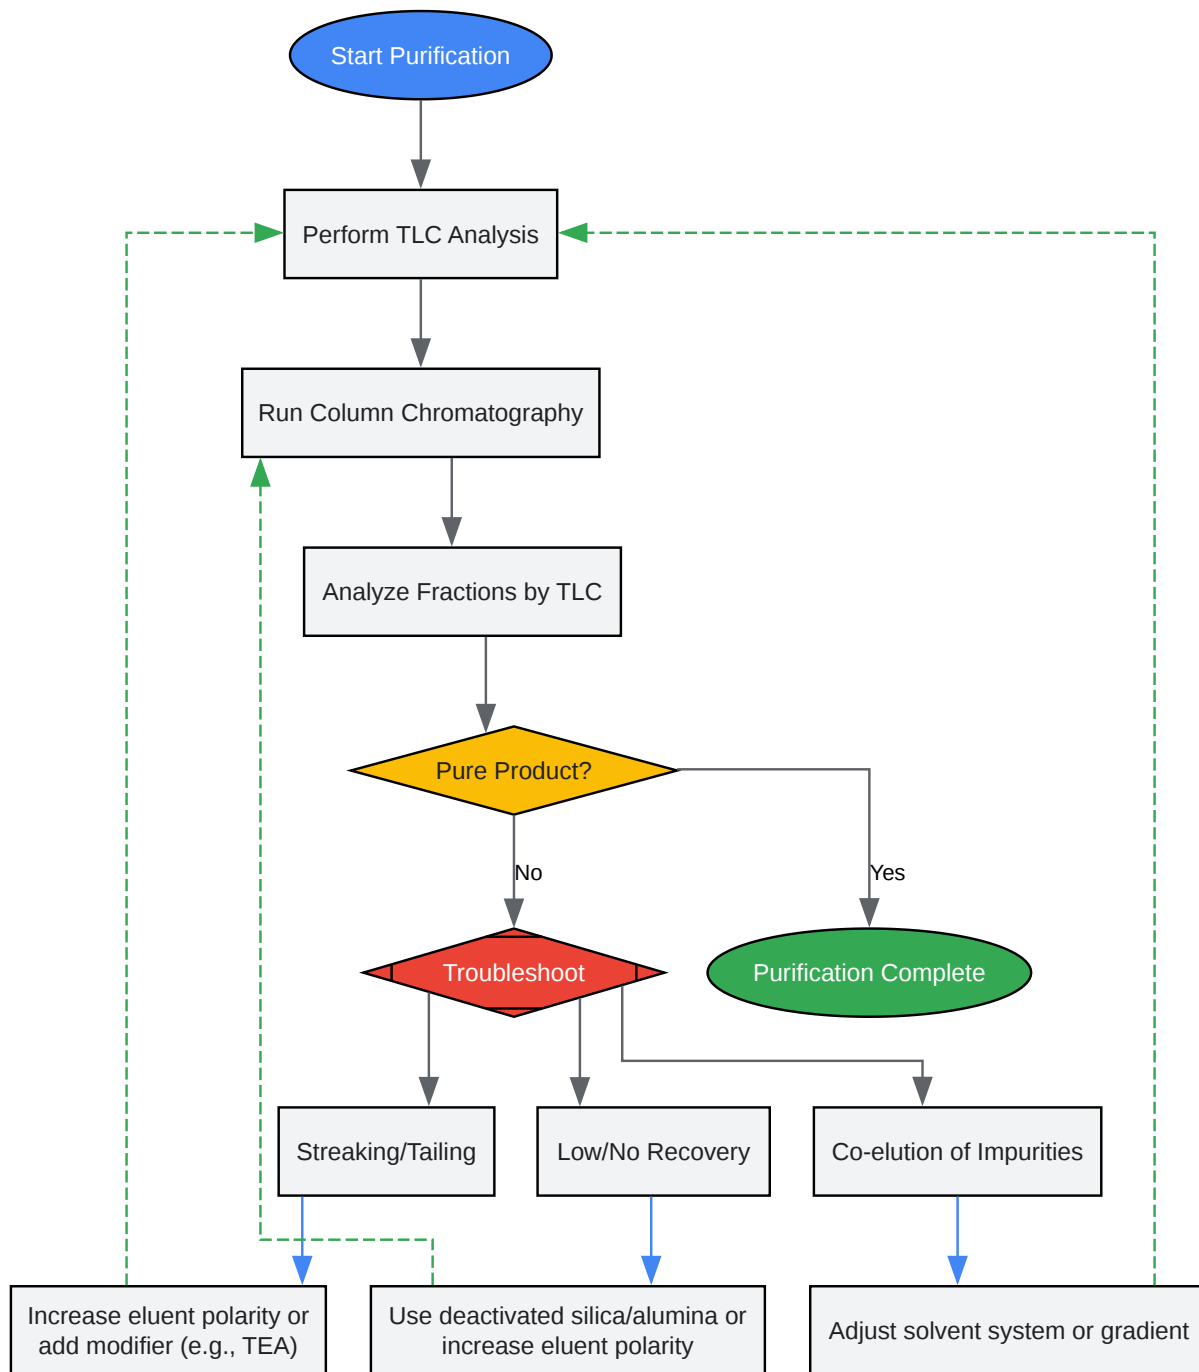 Start Purification
Perform TLC Analysis
Run Column Chromatography
Analyze Fractions by TLC
Pure Product?
No
Yes
Troubleshoot
Purification Complete
Streaking/Tailing
Low/No Recovery
Co-elution of Impurities
Increase eluent polarity or
add modifier (e.g., TEA)
Use deactivated silica/alumina or
increase eluent polarity
Adjust solvent system or gradient